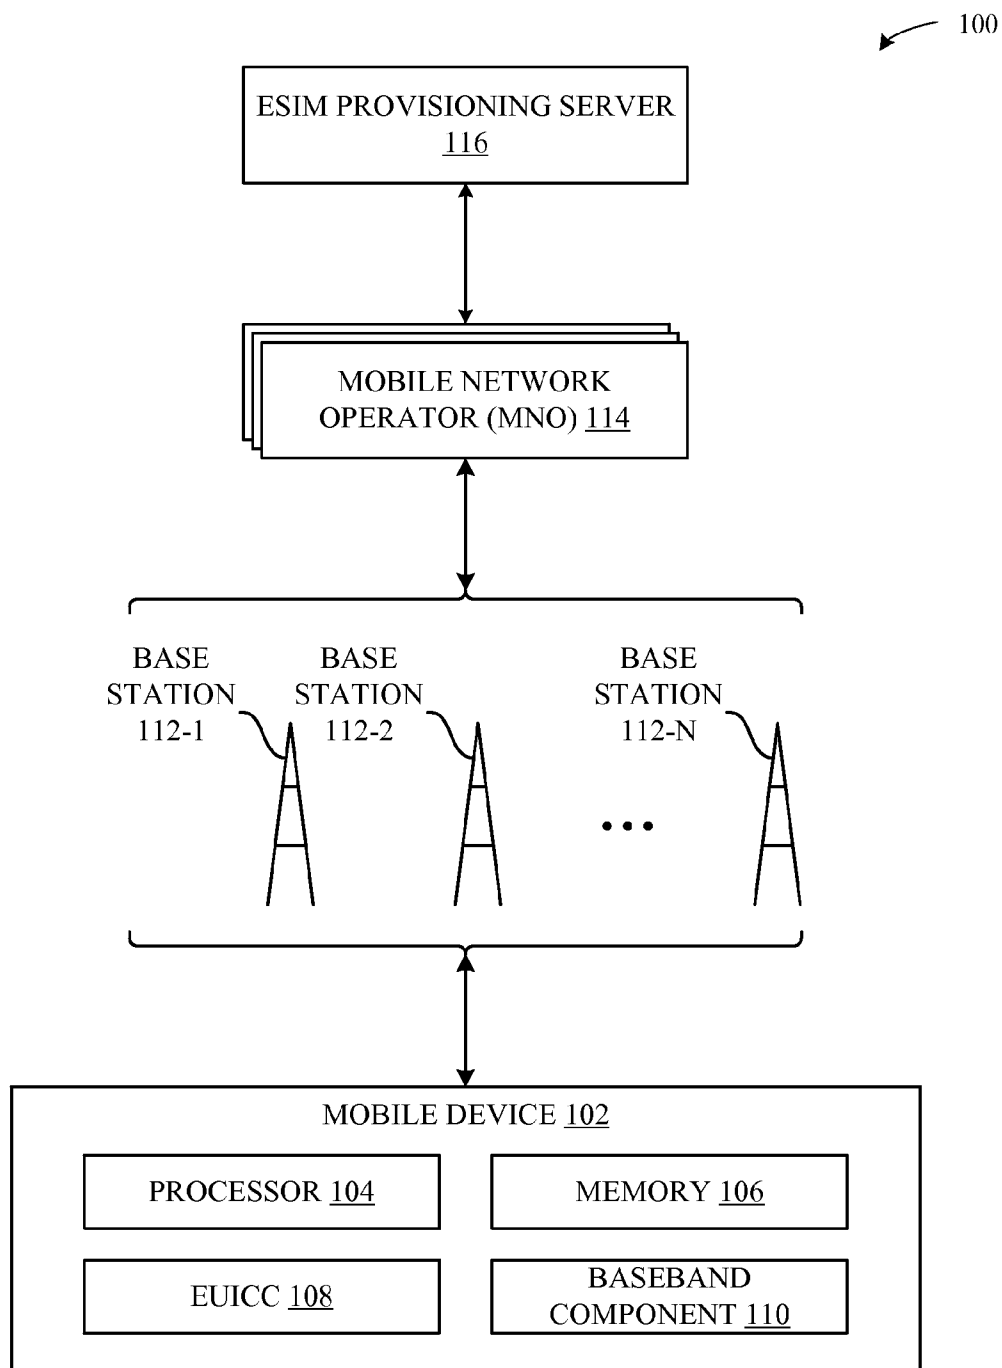 100
ESIM PROVISIONING SERVER
116
MOBILE NETWORK
OPERATOR (MNO) 114
BASE
STATION
112-1
BASE
STATION
112-2
BASE
STATION
112-N
MOBILE DEVICE 102
PROCESSOR 104
MEMORY 106
EUICC 108
BASEBAND
COMPONENT 110